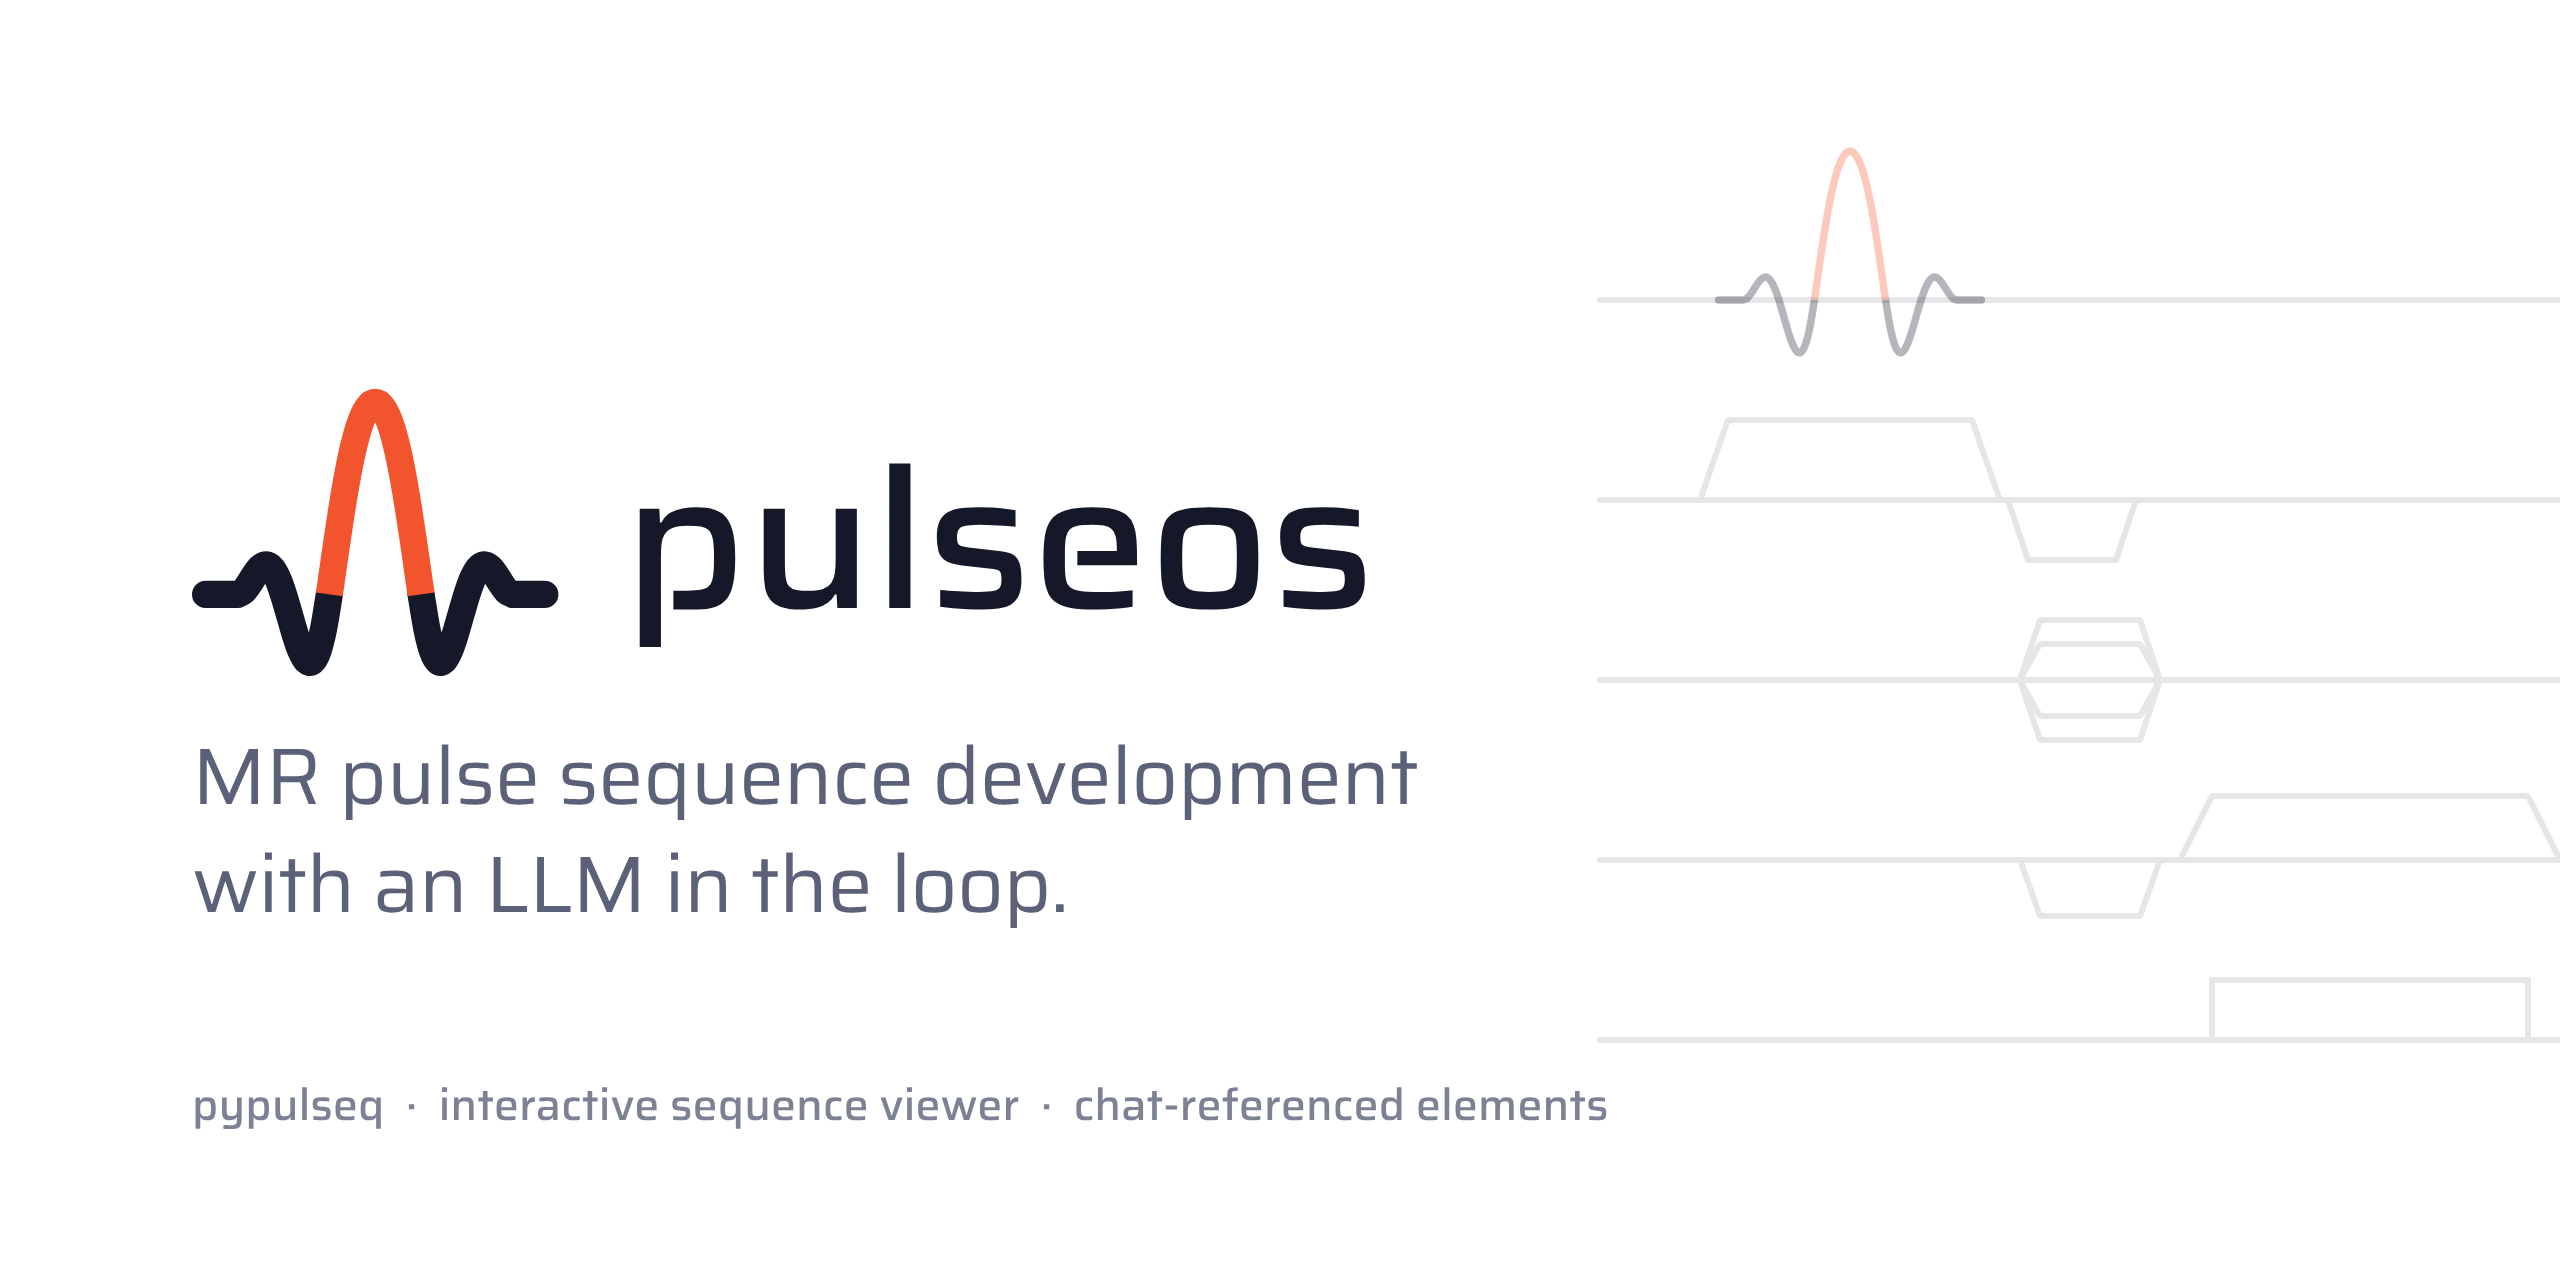 pulseos
MR pulse sequence development
with an LLM in the loop.
pypulseq · interactive sequence viewer · chat-referenced elements